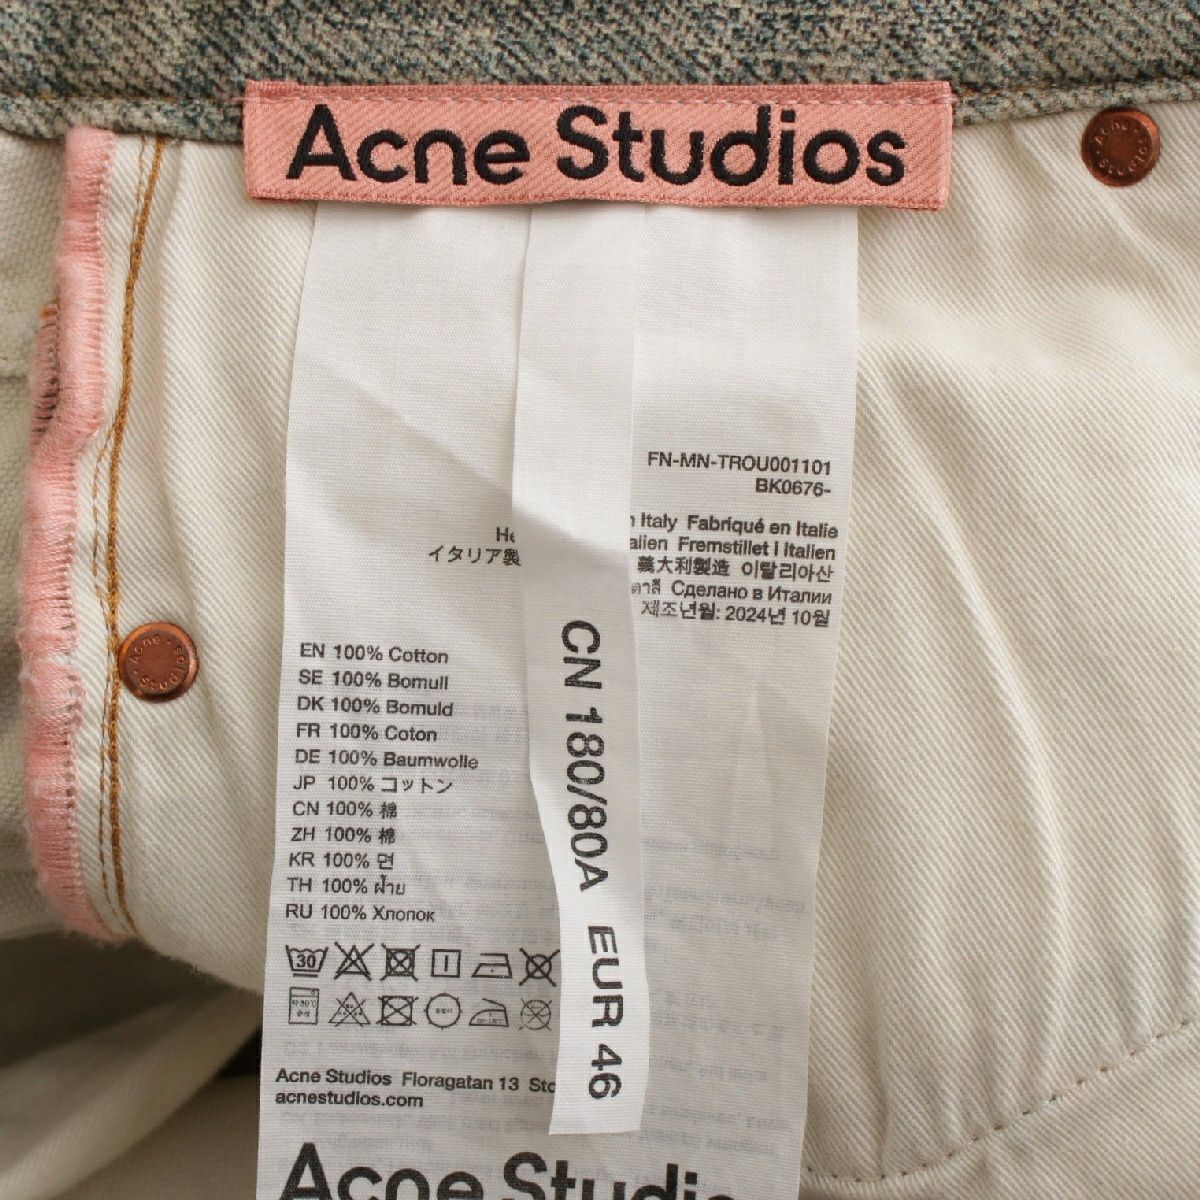 Acne Studios
Acne Studios
FN-MN-TROU001101
BK0676-
Italy Fabriqué en Italie
Fremstillet I Italien
イタリア製
義大利製造 이탈리아산
Сделано в Италии
제조년월: 2024년 10월
Acne Studios
CN 180/80A EUR 46
EN 100% Cotton
SE 100% Bomull
DK 100% Bomuld
FR 100% Coton
DE 100% Baumwolle
JP 100% コットン
CN 100% 棉
ZH 100% 棉
KR 100% 면
TH 100% ฝ้าย
RU 100% Хлопок
30
Acne Studios Floragatan 13
acnestudios.com
Acne Studios